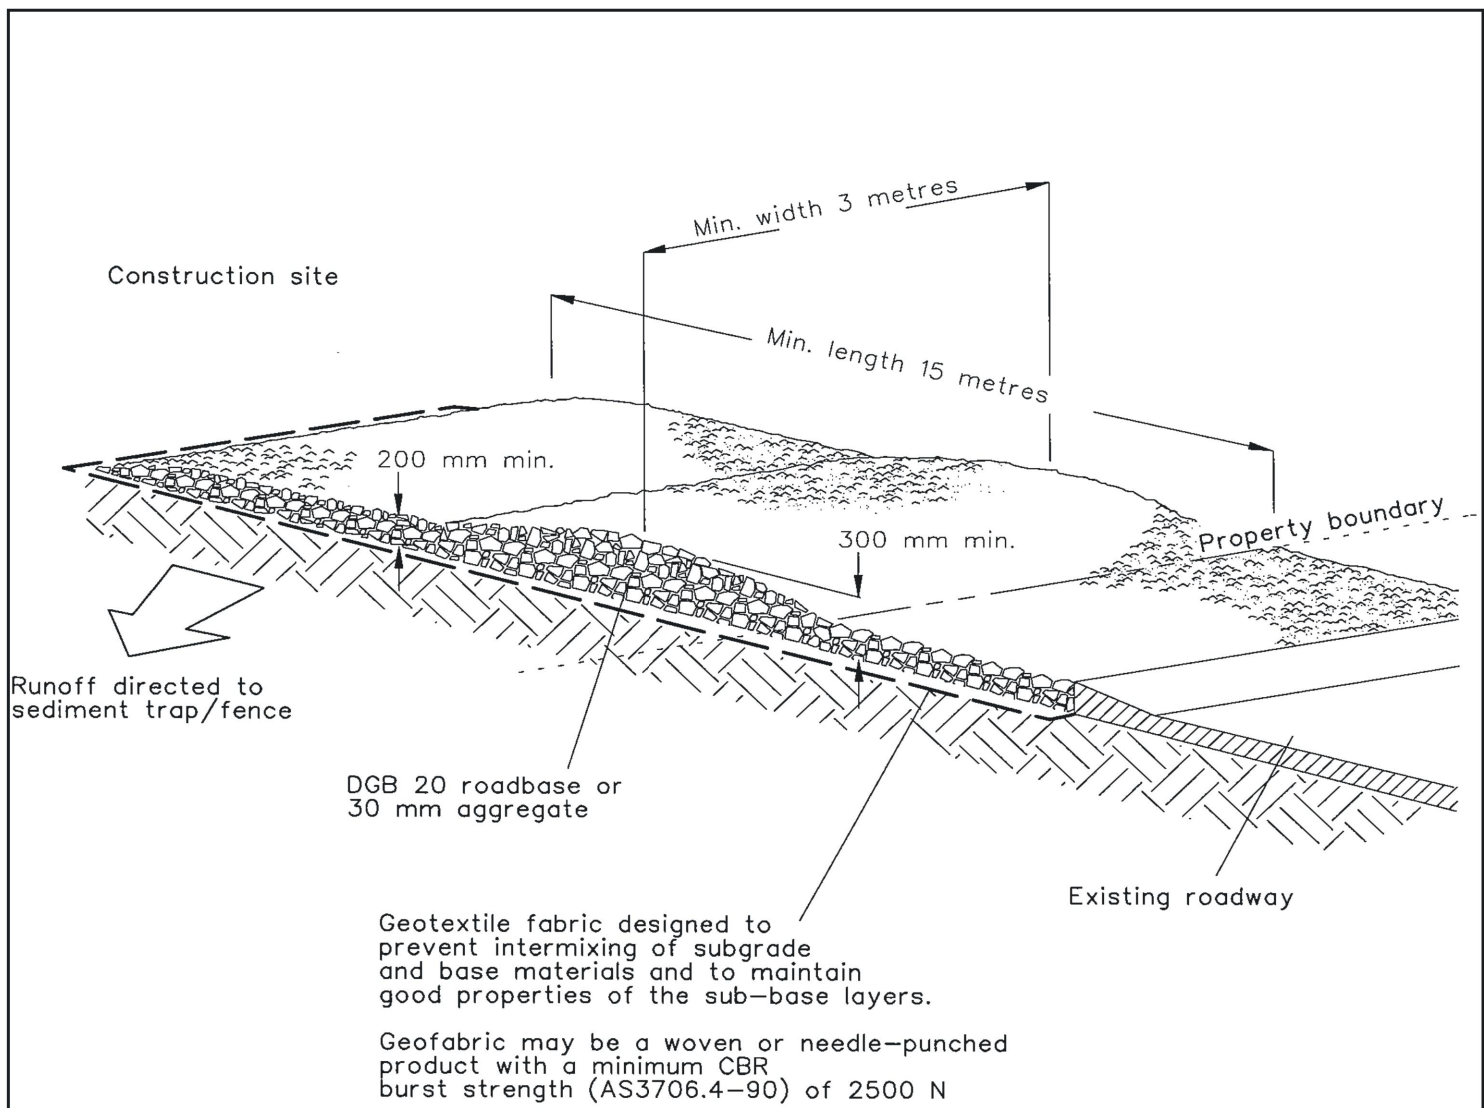 Min. width 3 metres
Construction site
Min. length 15 metres
200 mm min.
Property boundary
300 mm min.
Runoff directed to
sediment trap/fence
DGB 20 roadbase or
30 mm aggregate
Existing roadway
Geotextile fabric designed to
prevent intermixing of subgrade
and base materials and to maintain
good properties of the sub-base layers.
Geofabric may be a woven or needle-punched
product with a minimum CBR
burst strength (AS3706.4-90) of 2500 N